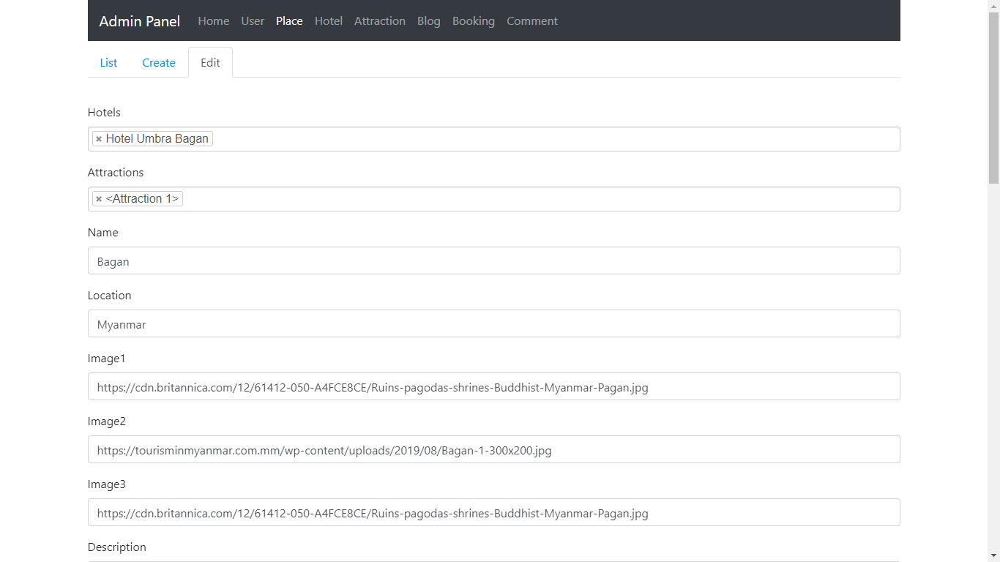 Admin Panel Home User Place Hotel Attraction Blog Booking Comment
List Create Edit
Hotels
× Hotel Umbra Bagan
Attractions
× <Attraction 1>
Name
Bagan
Location
Myanmar
Image1
https://cdn.britannica.com/12/61412-050-A4FCE8CE/Ruins-pagodas-shrines-Buddhist-Myanmar-Pagan.jpg
Image2
https://tourisminmyanmar.com.mm/wp-content/uploads/2019/08/Bagan-1-300x200.jpg
Image3
https://cdn.britannica.com/12/61412-050-A4FCE8CE/Ruins-pagodas-shrines-Buddhist-Myanmar-Pagan.jpg
Description